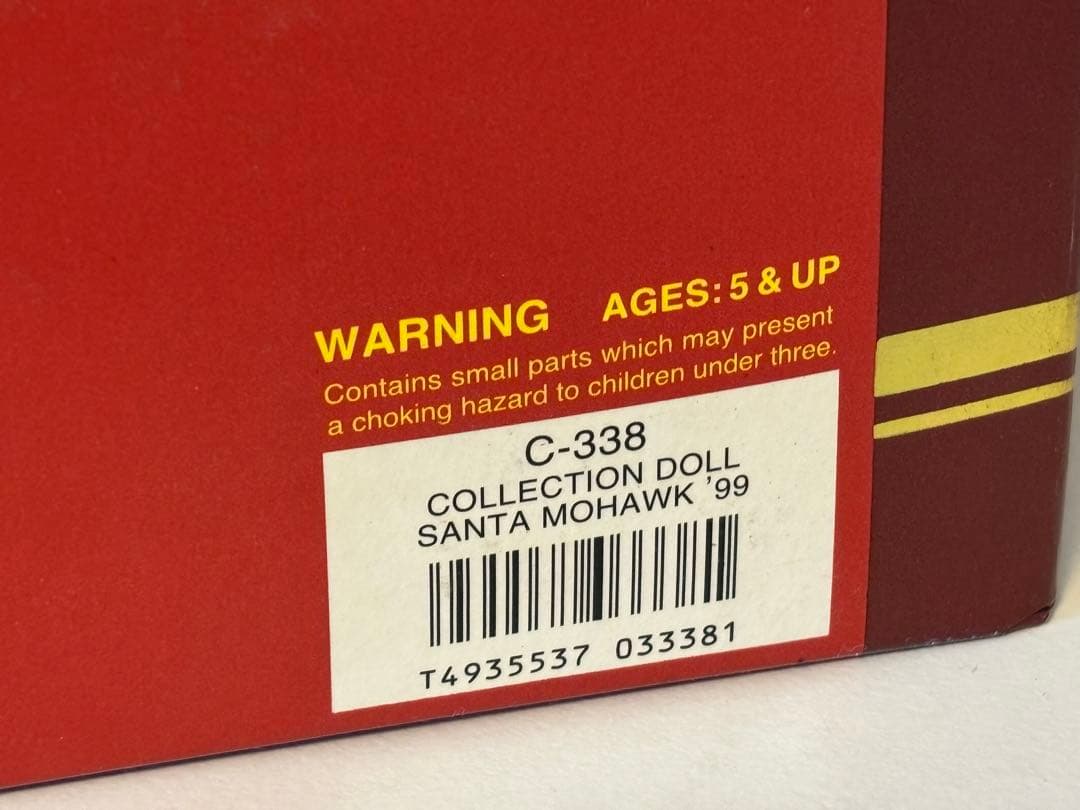 WARNING AGES: 5 & UP
Contains small parts which may present
a choking hazard to children under three.
C-338
COLLECTION DOLL
SANTA MOHAWK '99
T4935537 033381